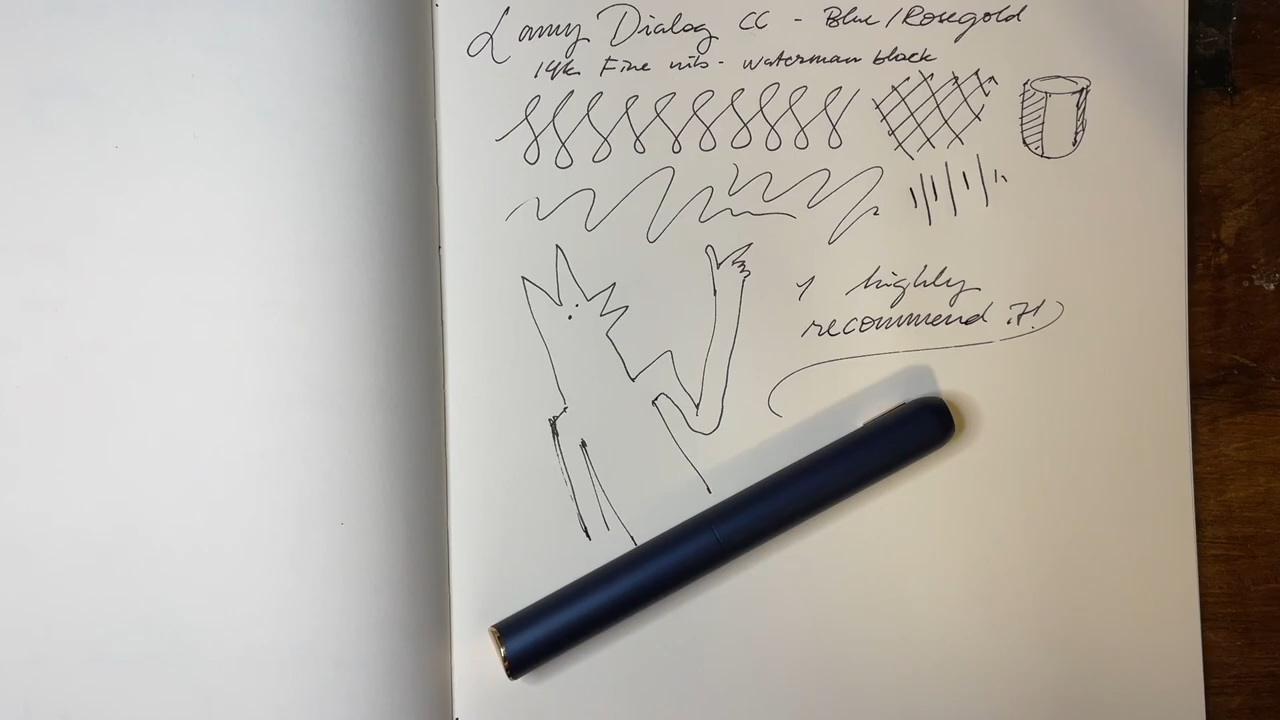 Lamy Dialog CC - Blue/Rosegold
14k Fine nib - Waterman black
I highly
recommend it!